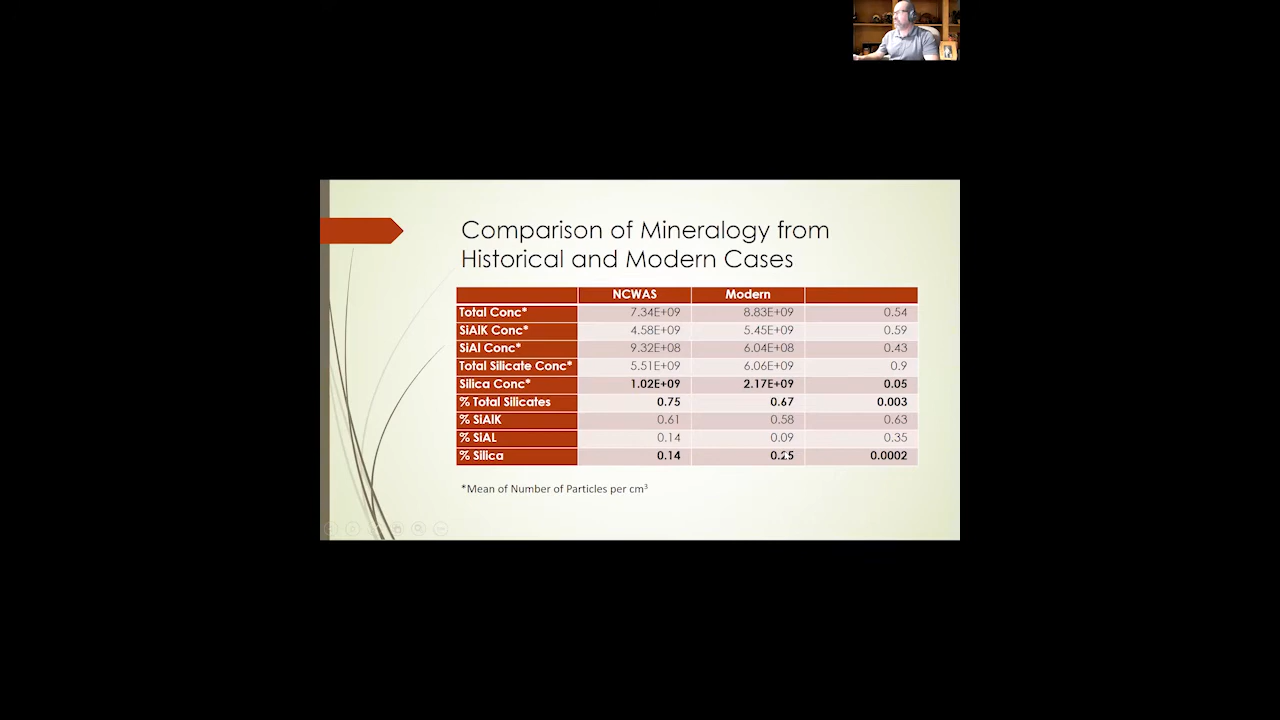 Comparison of Mineralogy from
Historical and Modern Cases
NCWAS Modern
Total Conc* 7.34E+09 8.83E+09 0.54
SiAlK Conc* 4.58E+09 5.45E+09 0.59
SiAl Conc* 9.32E+08 6.04E+08 0.43
Total Silicate Conc* 5.51E+09 6.06E+09 0.9
Silica Conc* 1.02E+09 2.17E+09 0.05
% Total Silicates 0.75 0.67 0.003
% SiAlK 0.61 0.58 0.63
% SiAL 0.14 0.09 0.35
% Silica 0.14 0.25 0.0002
*Mean of Number of Particles per cm³